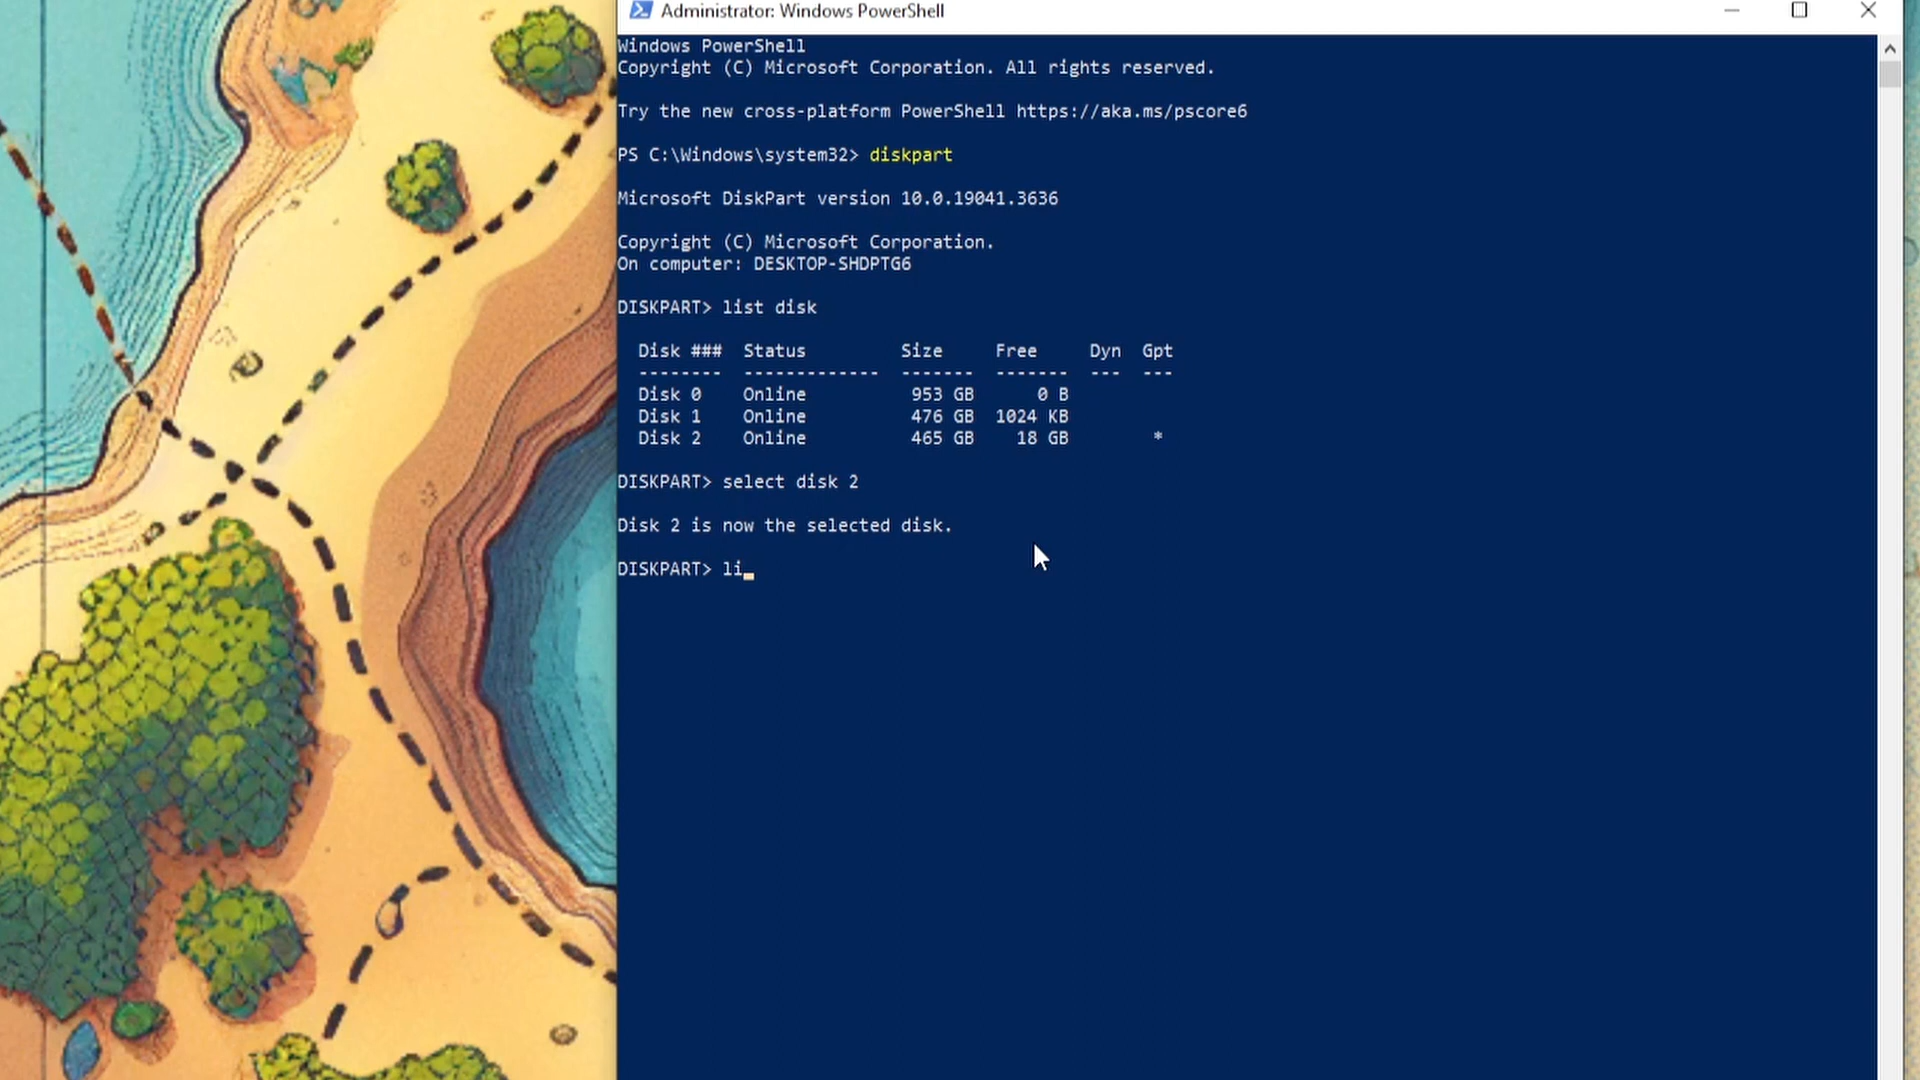 Administrator: Windows PowerShell
Windows PowerShell
Copyright (C) Microsoft Corporation. All rights reserved.
Try the new cross-platform PowerShell https://aka.ms/pscore6
PS C:\Windows\system32> diskpart
Microsoft DiskPart version 10.0.19041.3636
Copyright (C) Microsoft Corporation.
On computer: DESKTOP-SHDPTG6
DISKPART> list disk
Disk ###  Status         Size     Free     Dyn  Gpt
--------  -------------  -------  -------  ---  ---
Disk 0    Online          953 GB      0 B
Disk 1    Online          476 GB  1024 KB
Disk 2    Online          465 GB    18 GB        *
DISKPART> select disk 2
Disk 2 is now the selected disk.
DISKPART> li